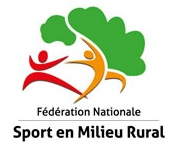 Fédération Nationale
Sport en Milieu Rural